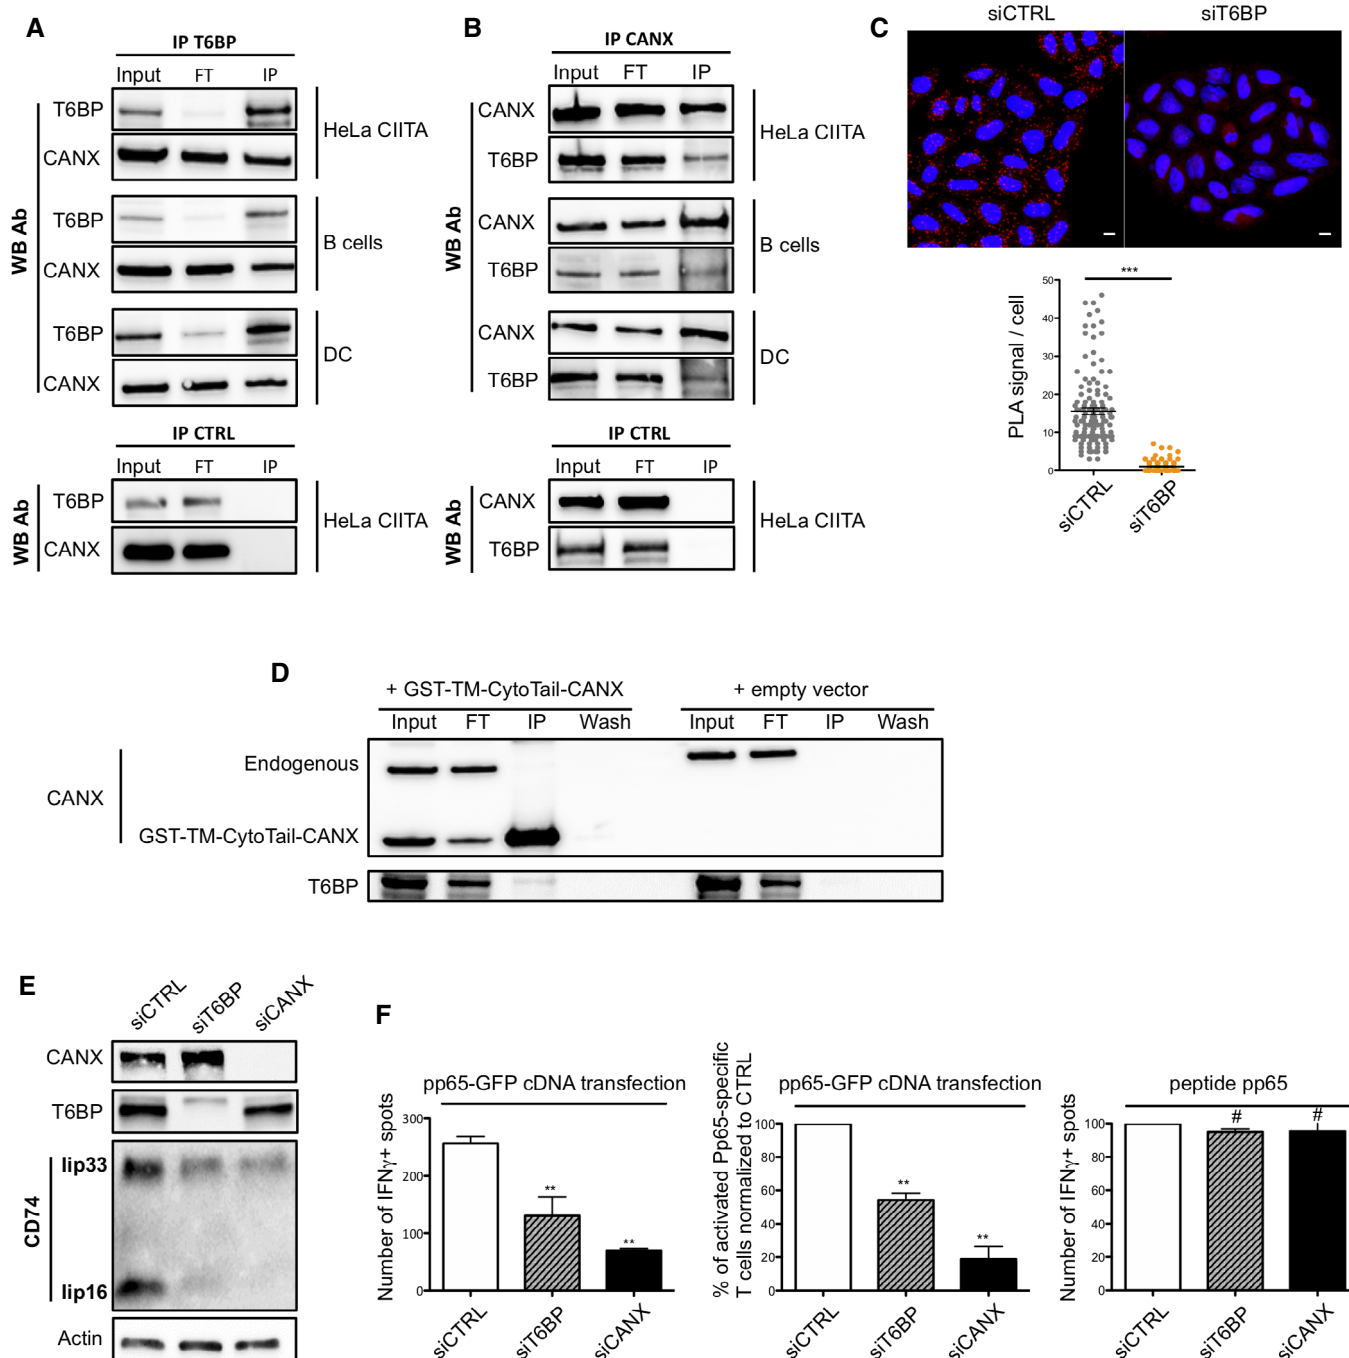 A
IP T6BP
Input FT IP
WB Ab
T6BP
CANX
HeLa CIITA
T6BP
CANX
B cells
T6BP
CANX
DC
IP CTRL
Input FT IP
WB Ab
T6BP
CANX
HeLa CIITA
B
IP CANX
Input FT IP
WB Ab
CANX
T6BP
HeLa CIITA
CANX
T6BP
B cells
CANX
T6BP
DC
IP CTRL
Input FT IP
WB Ab
CANX
T6BP
HeLa CIITA
C
siCTRL siT6BP
PLA signal / cell
50
40
30
20
10
0
***
siCTRL siT6BP
D
+ GST-TM-CytoTail-CANX + empty vector
Input FT IP Wash Input FT IP Wash
CANX
Endogenous
GST-TM-CytoTail-CANX
T6BP
E
siCTRL siT6BP siCANX
CANX
T6BP
CD74
Iip33
Iip16
Actin
F
pp65-GFP cDNA transfection
Number of IFNγ+ spots
300
200
100
0
**
**
siCTRL siT6BP siCANX
pp65-GFP cDNA transfection
% of activated Pp65-specific
T cells normalized to CTRL
100
80
60
40
20
0
**
**
siCTRL siT6BP siCANX
peptide pp65
Number of IFNγ+ spots
100
80
60
40
20
0
# #
siCTRL siT6BP siCANX